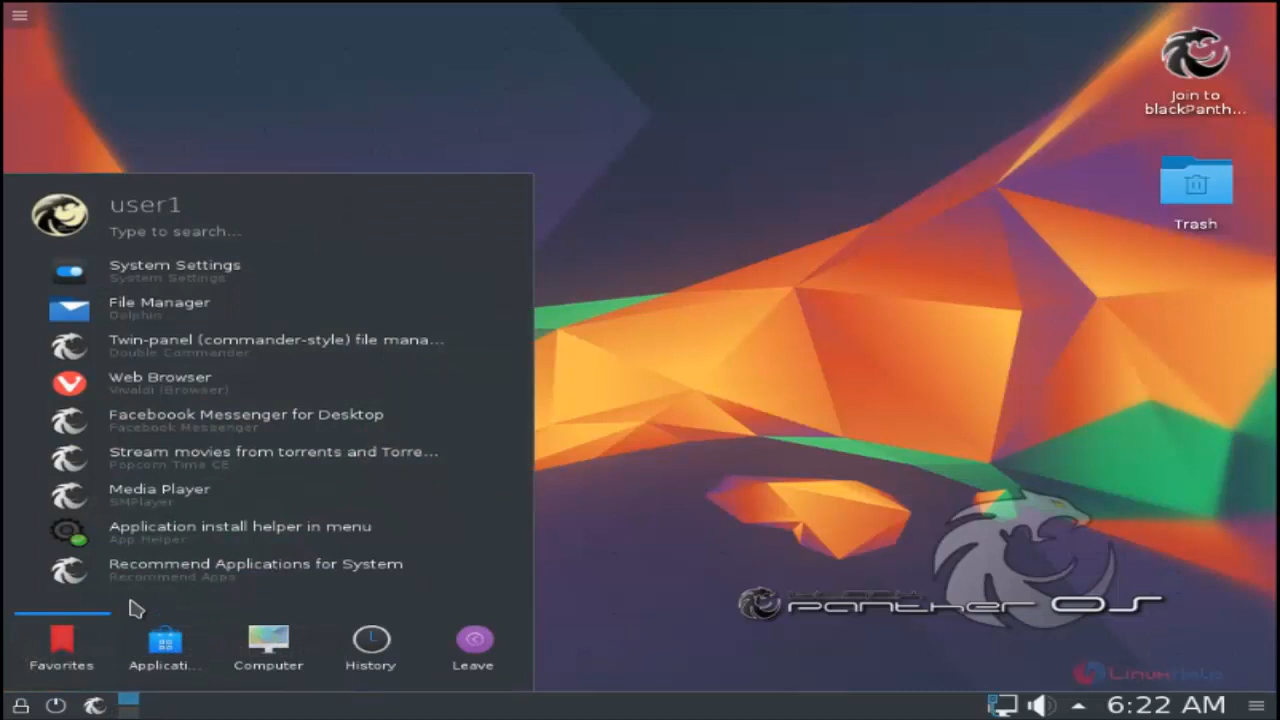 Join to
blackPanth...
Trash
user1
Type to search...
System Settings
System Settings
File Manager
Dolphin
Twin-panel (commander-style) file mana...
Double Commander
Web Browser
Vivaldi (Browser)
Faceboook Messenger for Desktop
Facebook Messenger
Stream movies from torrents and Torre...
Popcorn Time CE
Media Player
SMPlayer
Application install helper in menu
App Helper
Recommend Applications for System
Recommend Apps
Favorites
Applicati...
Computer
History
Leave
panther OS
LinuxHelp
6:22 AM